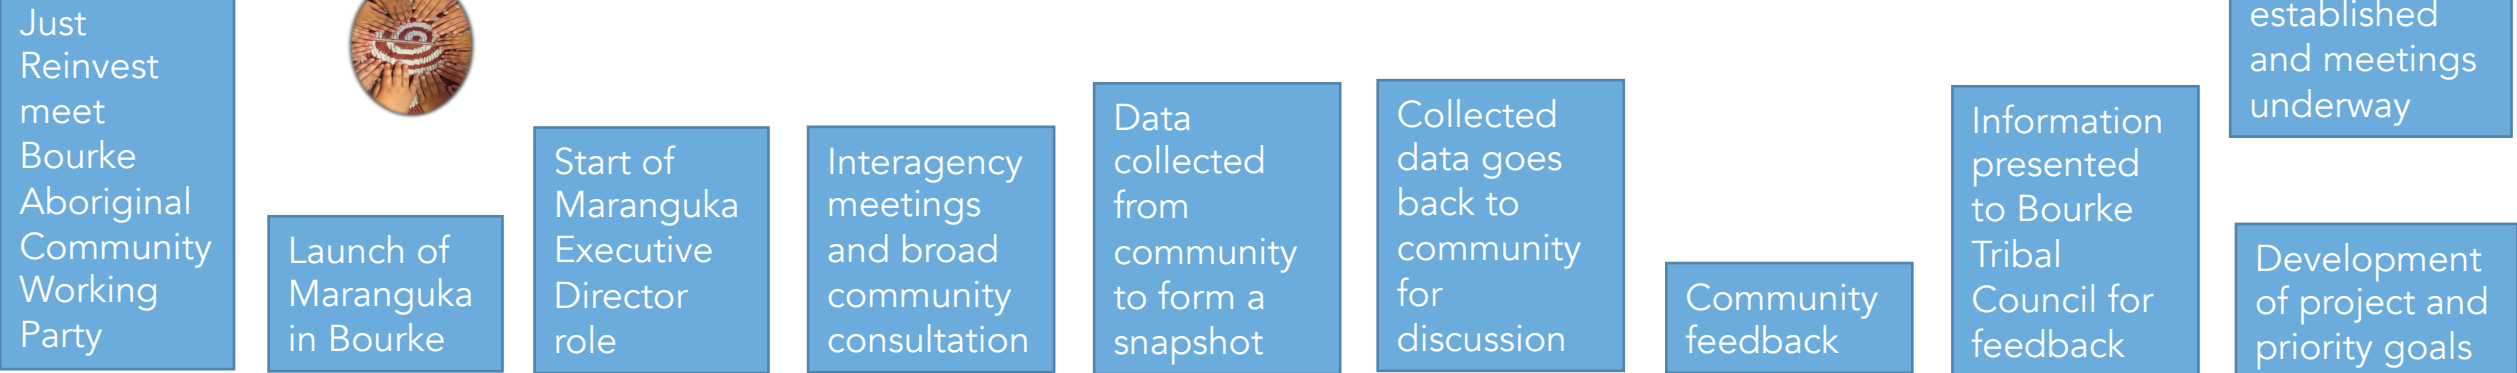 Just
Reinvest
meet
Bourke
Aboriginal
Community
Working
Party
Launch of
Maranguka
in Bourke
Start of
Maranguka
Executive
Director
role
Interagency
meetings
and broad
community
consultation
Data
collected
from
community
to form a
snapshot
Collected
data goes
back to
community
for
discussion
Community
feedback
Information
presented
to Bourke
Tribal
Council for
feedback
established
and meetings
underway
Development
of project and
priority goals